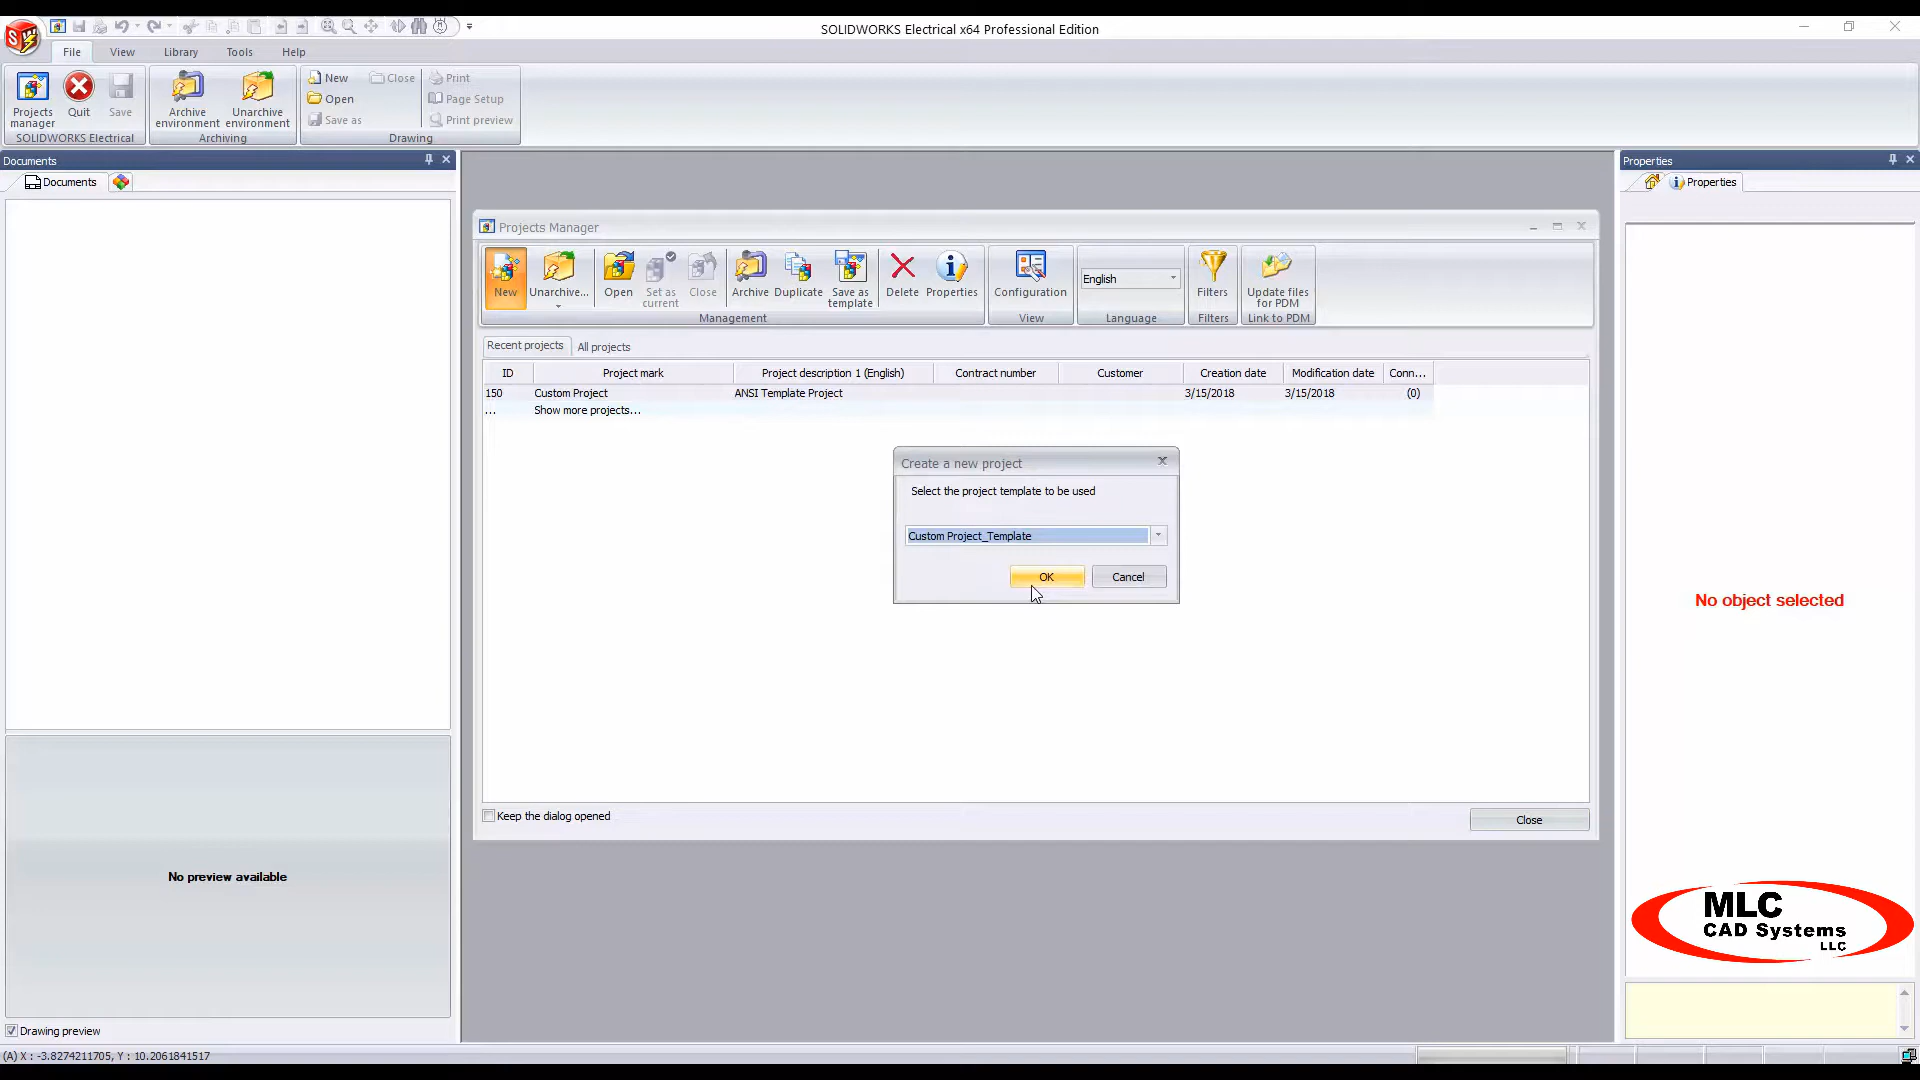 SOLIDWORKS Electrical x64 Professional Edition
File View Library Tools Help
Projects manager
Quit
Save
SOLIDWORKS Electrical
Archive environment
Unarchive environment
Archiving
New
Close
Open
Save as
Print
Page Setup
Print preview
Drawing
Documents
Documents
Properties
Properties
Projects Manager
New
Unarchive...
Open
Set as current
Close
Archive
Duplicate
Save as template
Delete
Properties
Management
Configuration
View
English
Language
Filters
Filters
Update files for PDM
Link to PDM
Recent projects
All projects
ID Project mark Project description 1 (English) Contract number Customer Creation date Modification date Conn...
150 Custom Project ANSI Template Project 3/15/2018 3/15/2018 (0)
... Show more projects...
Create a new project
Select the project template to be used
Custom Project_Template
OK Cancel
No object selected
Keep the dialog opened
Close
No preview available
MLC
CAD Systems
LLC
Drawing preview
(A) X : -3.8274211705, Y : 10.2061841517